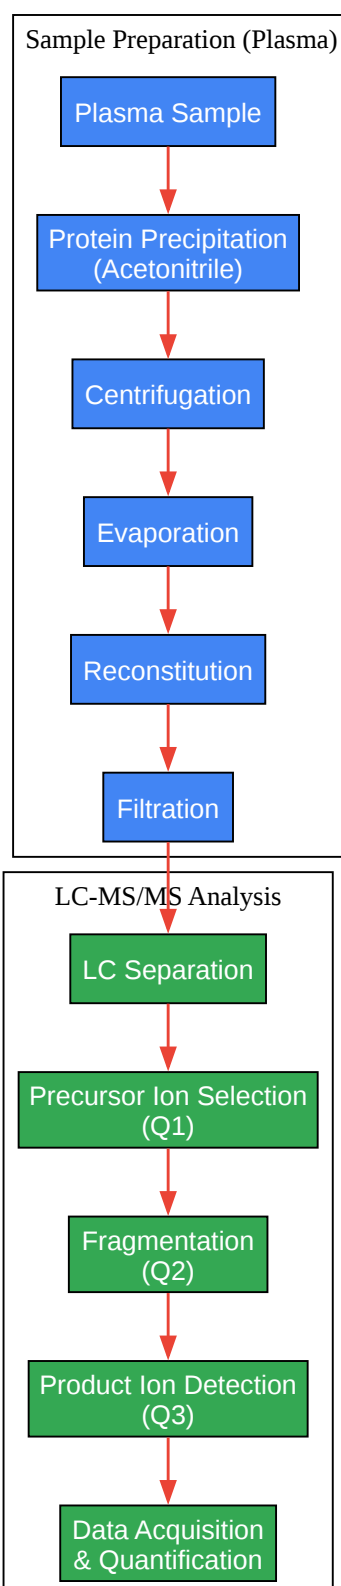 Sample Preparation (Plasma)
Plasma Sample
Protein Precipitation
(Acetonitrile)
Centrifugation
Evaporation
Reconstitution
Filtration
LC-MS/MS Analysis
LC Separation
Precursor Ion Selection
(Q1)
Fragmentation
(Q2)
Product Ion Detection
(Q3)
Data Acquisition
& Quantification